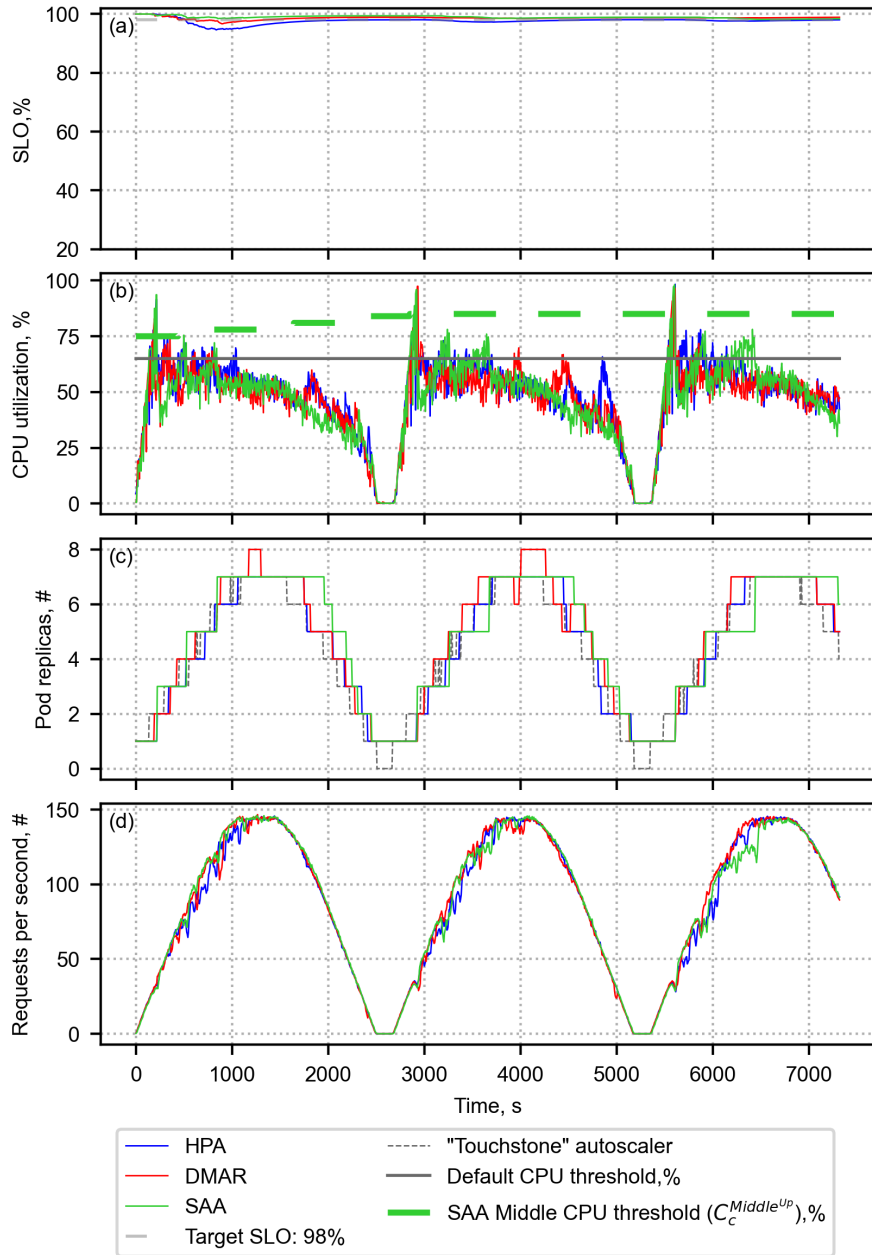 (a)
100
80
60
40
20
SLO,%
(b)
100
75
50
25
0
CPU utilization, %
(c)
8
6
4
2
0
Pod replicas, #
(d)
150
100
50
0
Requests per second, #
0 1000 2000 3000 4000 5000 6000 7000
Time, s
HPA
DMAR
SAA
Target SLO: 98%
"Touchstone" autoscaler
Default CPU threshold,%
SAA Middle CPU threshold (C_c^{Middle^{Up}}),%